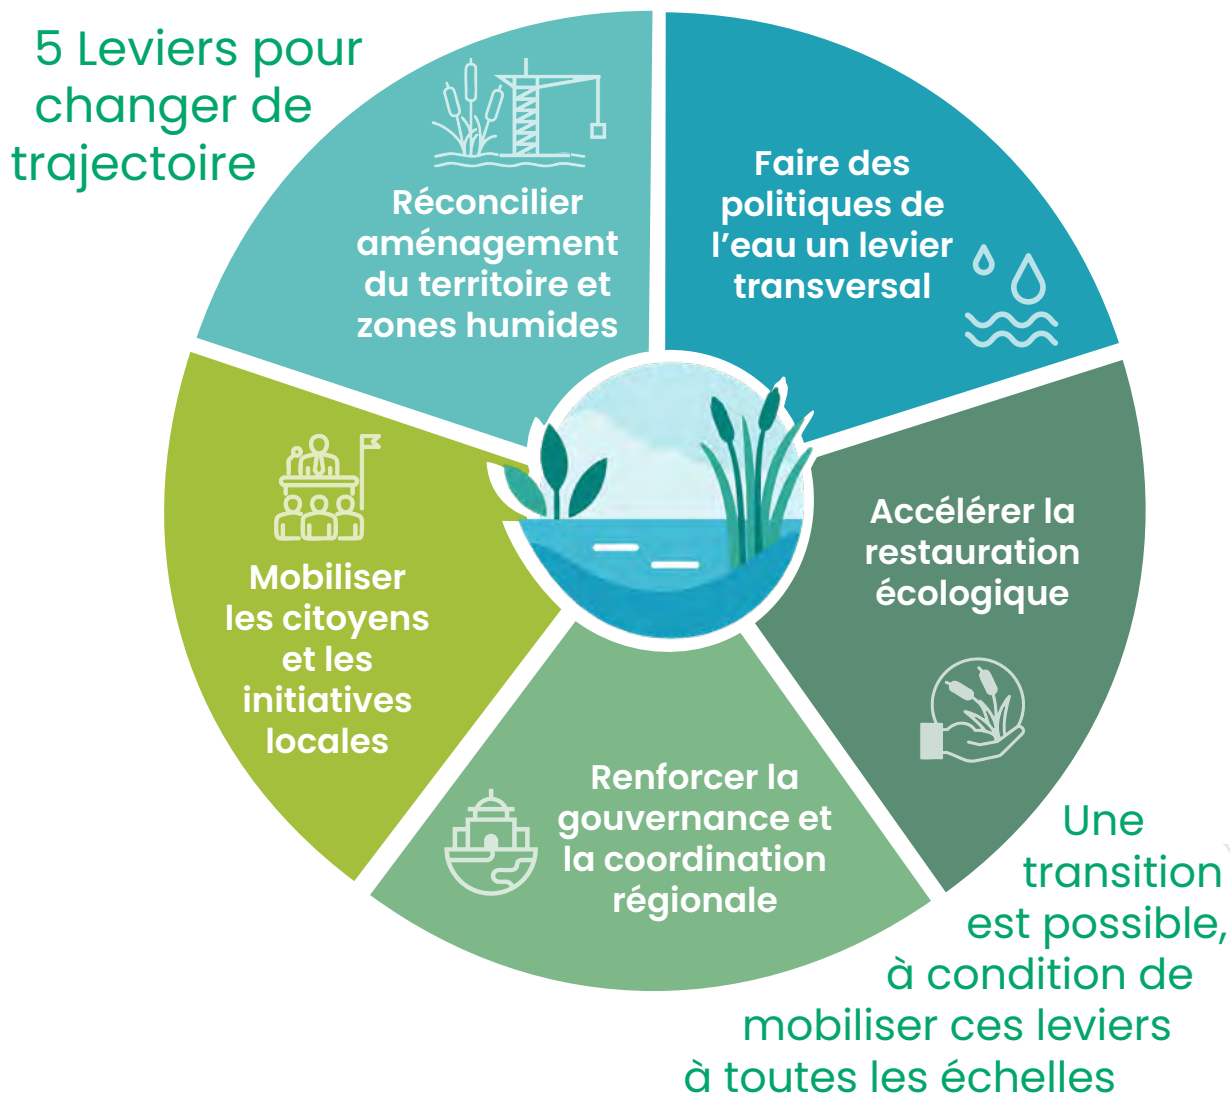 5 Leviers pour
changer de
trajectoire
Réconcilier
aménagement
du territoire et
zones humides
Faire des
politiques de
l’eau un levier
transversal
Accélérer la
restauration
écologique
Renforcer la
gouvernance et
la coordination
régionale
Mobiliser
les citoyens
et les
initiatives
locales
Une
transition
est possible,
à condition de
mobiliser ces leviers
à toutes les échelles